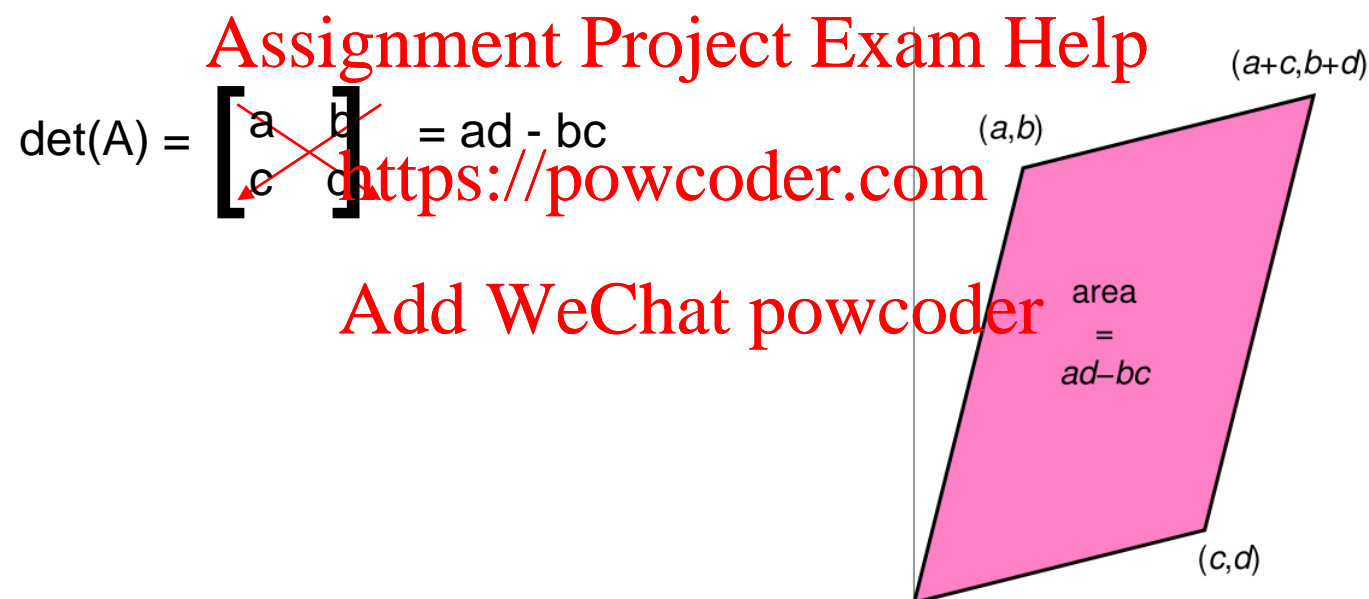 Assignment Project Exam Help
(a+c,b+d)
det(A) =
a b
c d
= ad - bc
(a,b)
https://powcoder.com
Add WeChat powcoder
area
=
ad–bc
(c,d)